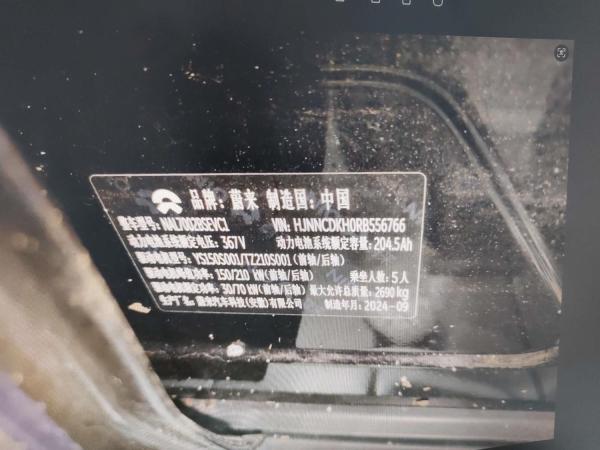 品牌：蔚来 制造国：中国
整车型号：NAL7002BSEVC1 VIN: HJNNCDKH0RB556766
动力电池系统额定电压：367V 动力电池系统额定容量：204.5Ah
驱动电机型号：YS150S001/TZ210S001(前轴/后轴)
驱动电机峰值功率：150/210 kW(前轴/后轴) 乘坐人数：5人
驱动电机额定功率：30/70 kW(前轴/后轴) 最大允许总质量：2690 kg
生产厂名：蔚来汽车科技(安徽)有限公司 制造年月：2024-09